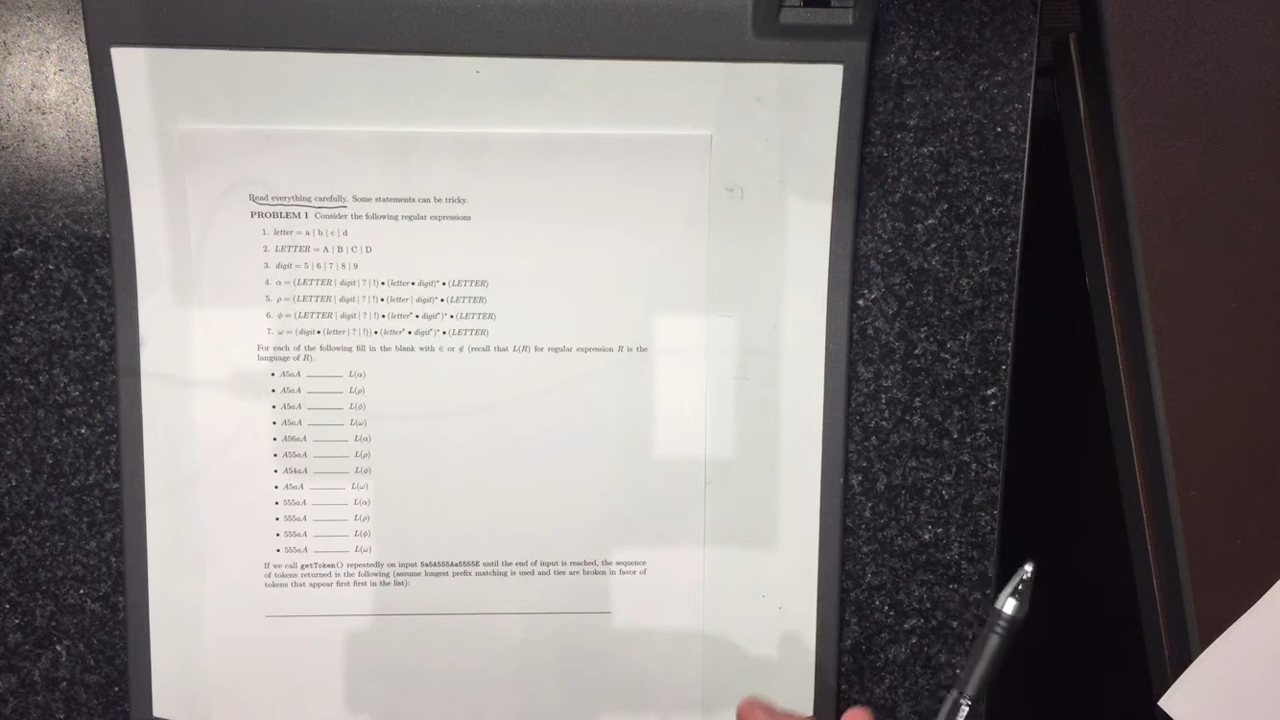 Read everything carefully. Some statements can be tricky.
PROBLEM 1 Consider the following regular expressions
1. letter = a | b | c | d
2. LETTER = A | B | C | D
3. digit = 5 | 6 | 7 | 8 | 9
4. α = (LETTER | digit | ? | !) • (letter • digit)* • (LETTER)
5. ρ = (LETTER | digit | ? | !) • (letter | digit)* • (LETTER)
6. ϕ = (LETTER | digit | ? | !) • (letter* • digit*)* • (LETTER)
7. ω = (digit • (letter | ? | !)) • (letter* • digit*)* • (LETTER)
For each of the following fill in the blank with ∈ or ∉ (recall that L(R) for regular expression R is the
language of R).
• A5aA ______ L(α)
• A5aA ______ L(ρ)
• A5aA ______ L(ϕ)
• A5aA ______ L(ω)
• A56aA ______ L(α)
• A55aA ______ L(ρ)
• A54aA ______ L(ϕ)
• A5aA ______ L(ω)
• 555aA ______ L(α)
• 555aA ______ L(ρ)
• 555aA ______ L(ϕ)
• 555aA ______ L(ω)
If we call getToken() repeatedly on input 5a5A555Aa5555E until the end of input is reached, the sequence
of tokens returned is the following (assume longest prefix matching is used and ties are broken in favor of
tokens that appear first first in the list):